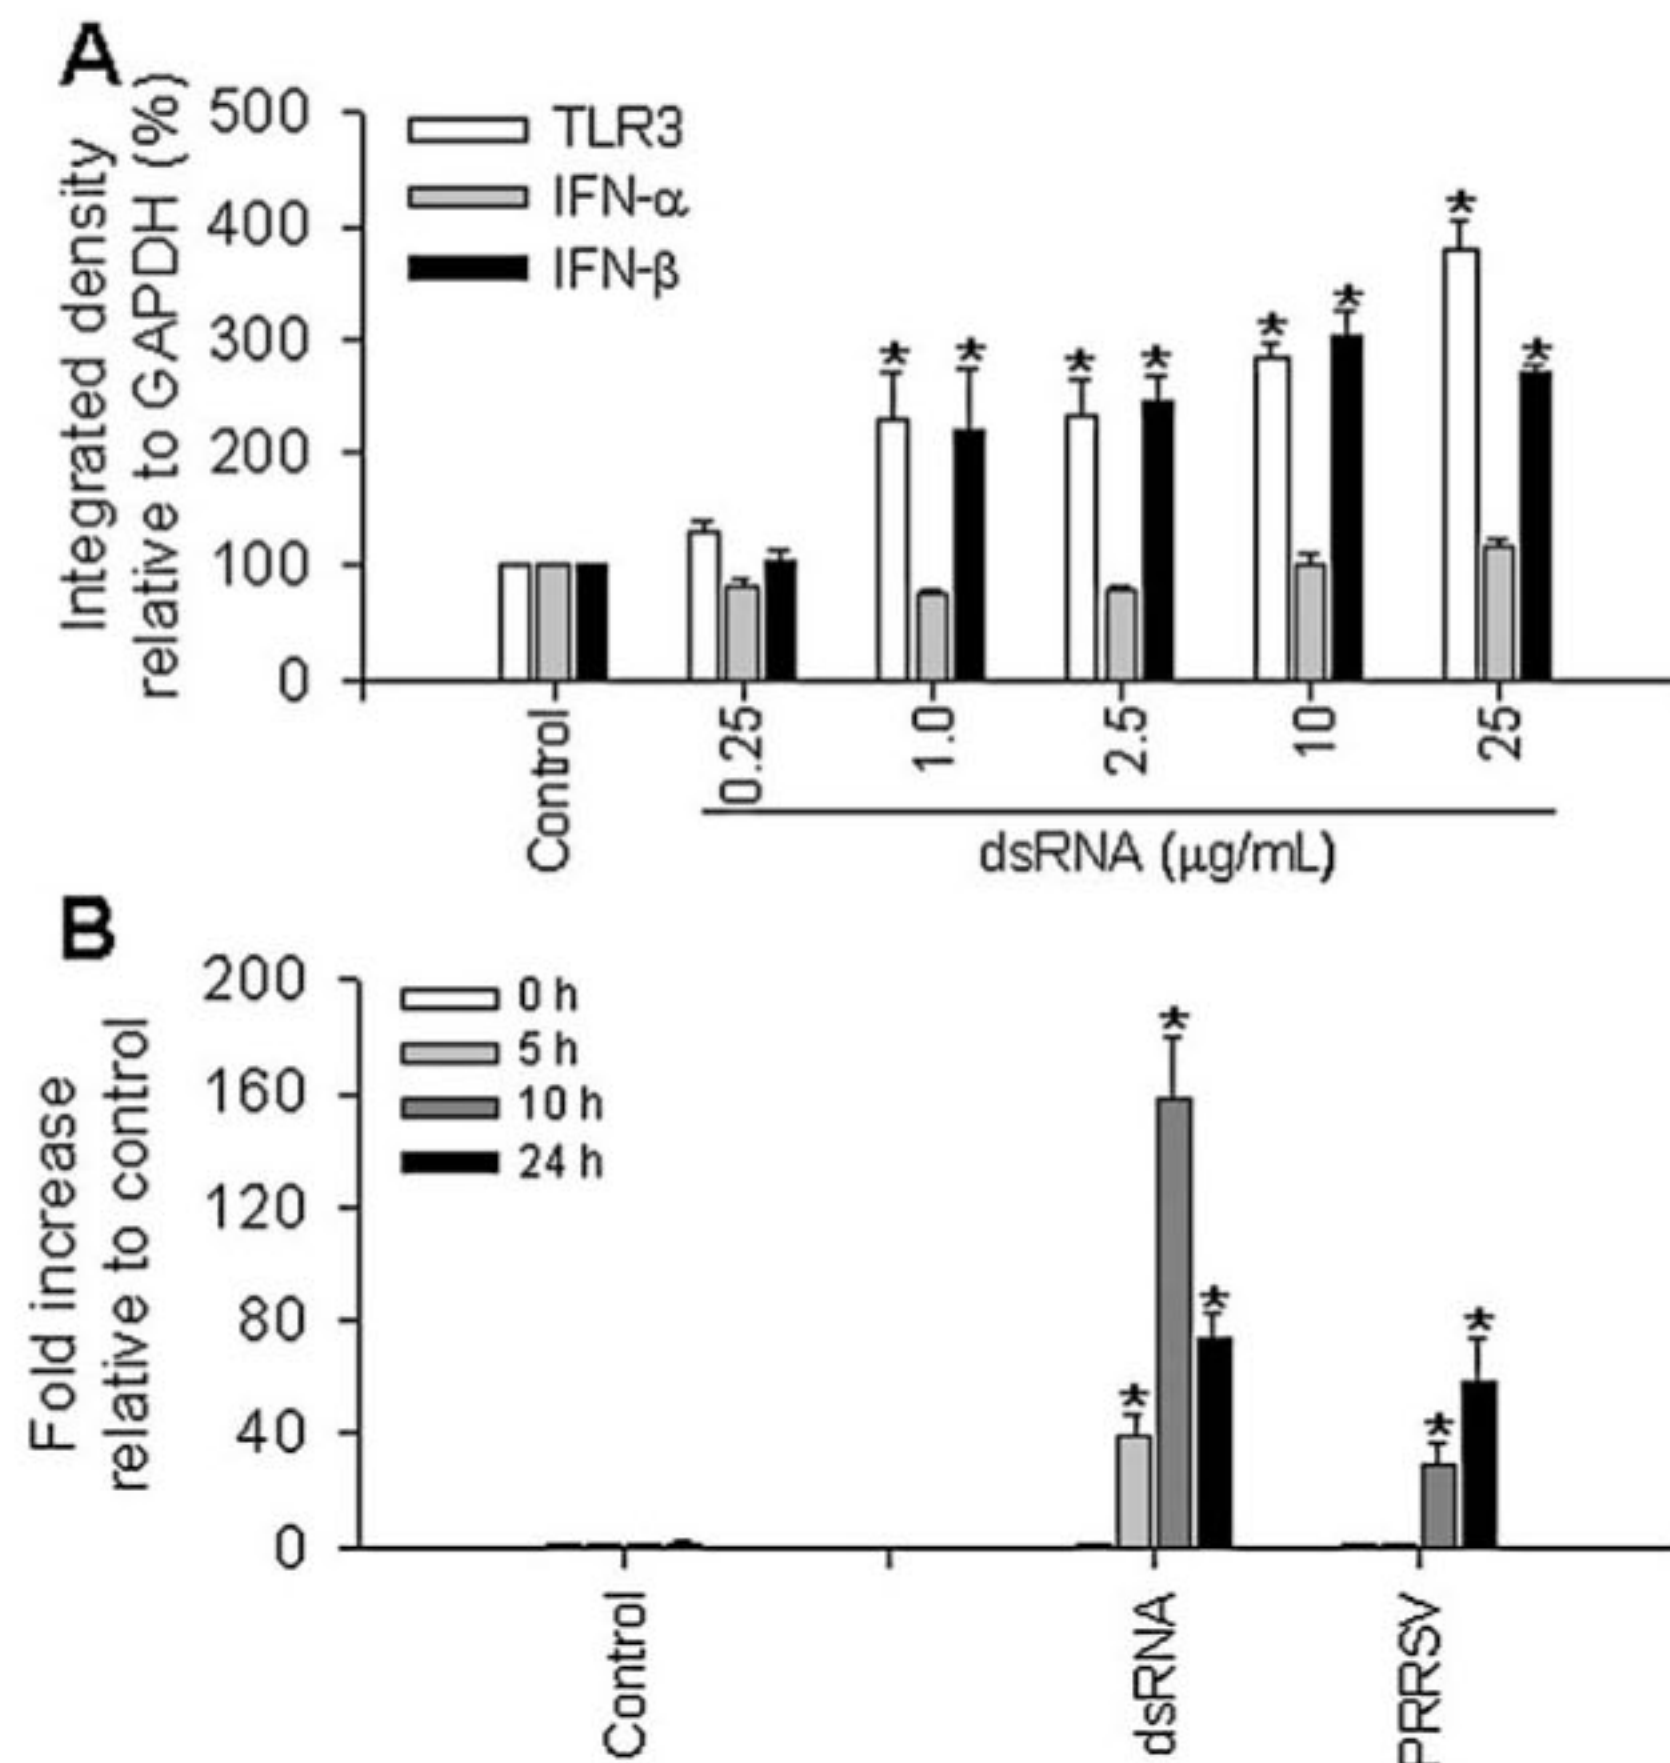 A
Integrated density
relative to GAPDH (%)
500
400
300
200
100
0
TLR3
IFN-α
IFN-β
* * * * * * * *
Control
0.25
1.0
2.5
10
25
dsRNA (μg/mL)
B
Fold increase
relative to control
200
160
120
80
40
0
0 h
5 h
10 h
24 h
* * * * *
Control
dsRNA
PRRSV